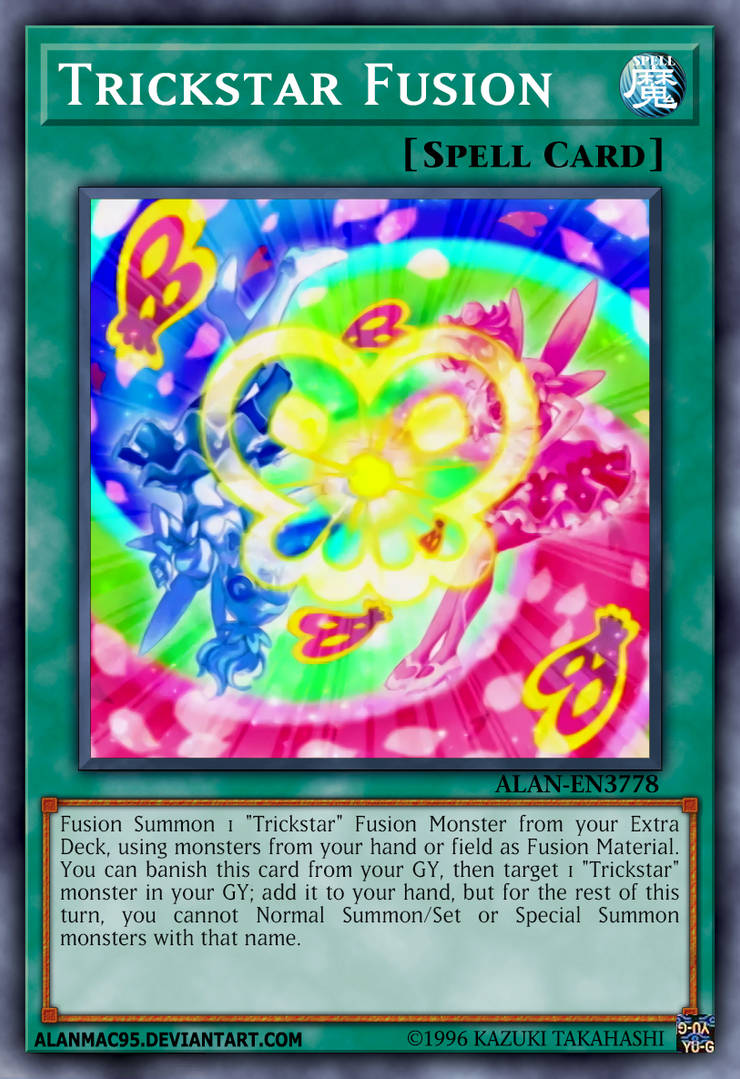 Trickstar Fusion
SPELL
魔
[Spell Card]
ALAN-EN3778
Fusion Summon 1 "Trickstar" Fusion Monster from your Extra
Deck, using monsters from your hand or field as Fusion Material.
You can banish this card from your GY, then target 1 "Trickstar"
monster in your GY; add it to your hand, but for the rest of this
turn, you cannot Normal Summon/Set or Special Summon
monsters with that name.
ALANMAC95.DEVIANTART.COM
©1996 KAZUKI TAKAHASHI